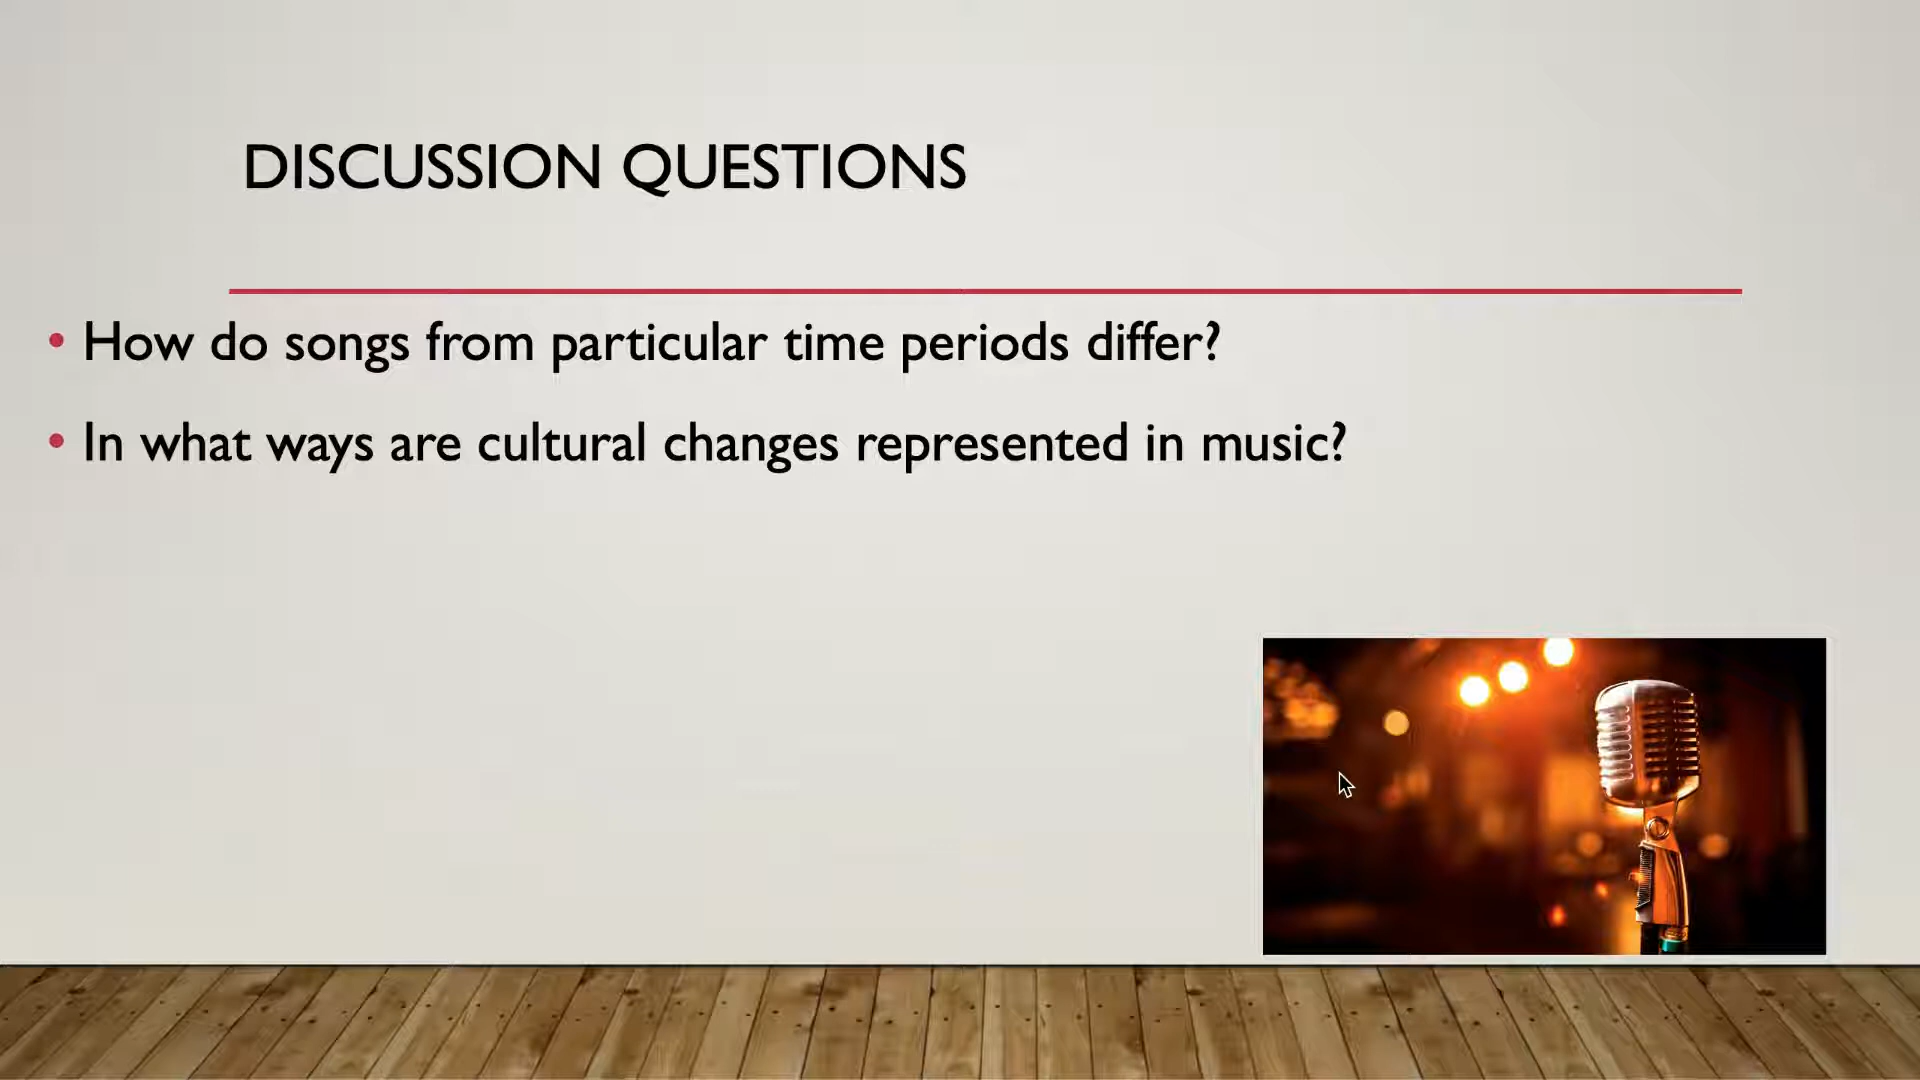 DISCUSSION QUESTIONS
• How do songs from particular time periods differ?
• In what ways are cultural changes represented in music?